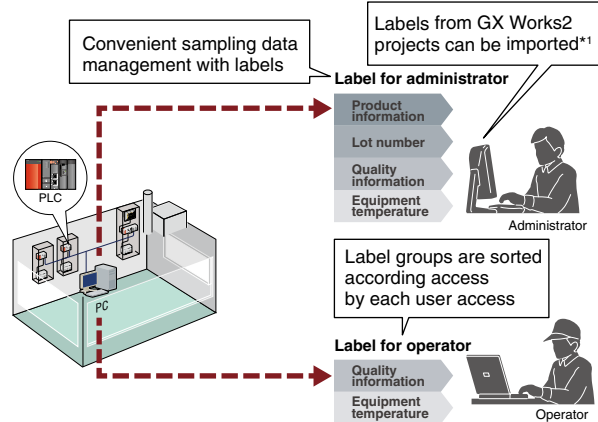 Labels from GX Works2
projects can be imported*1
Convenient sampling data
management with labels
Label for administrator
Product
information
Lot number
Quality
information
Equipment
temperature
Administrator
PLC
PC
Label groups are sorted
according access
by each user access
Label for operator
Quality
information
Equipment
temperature
Operator